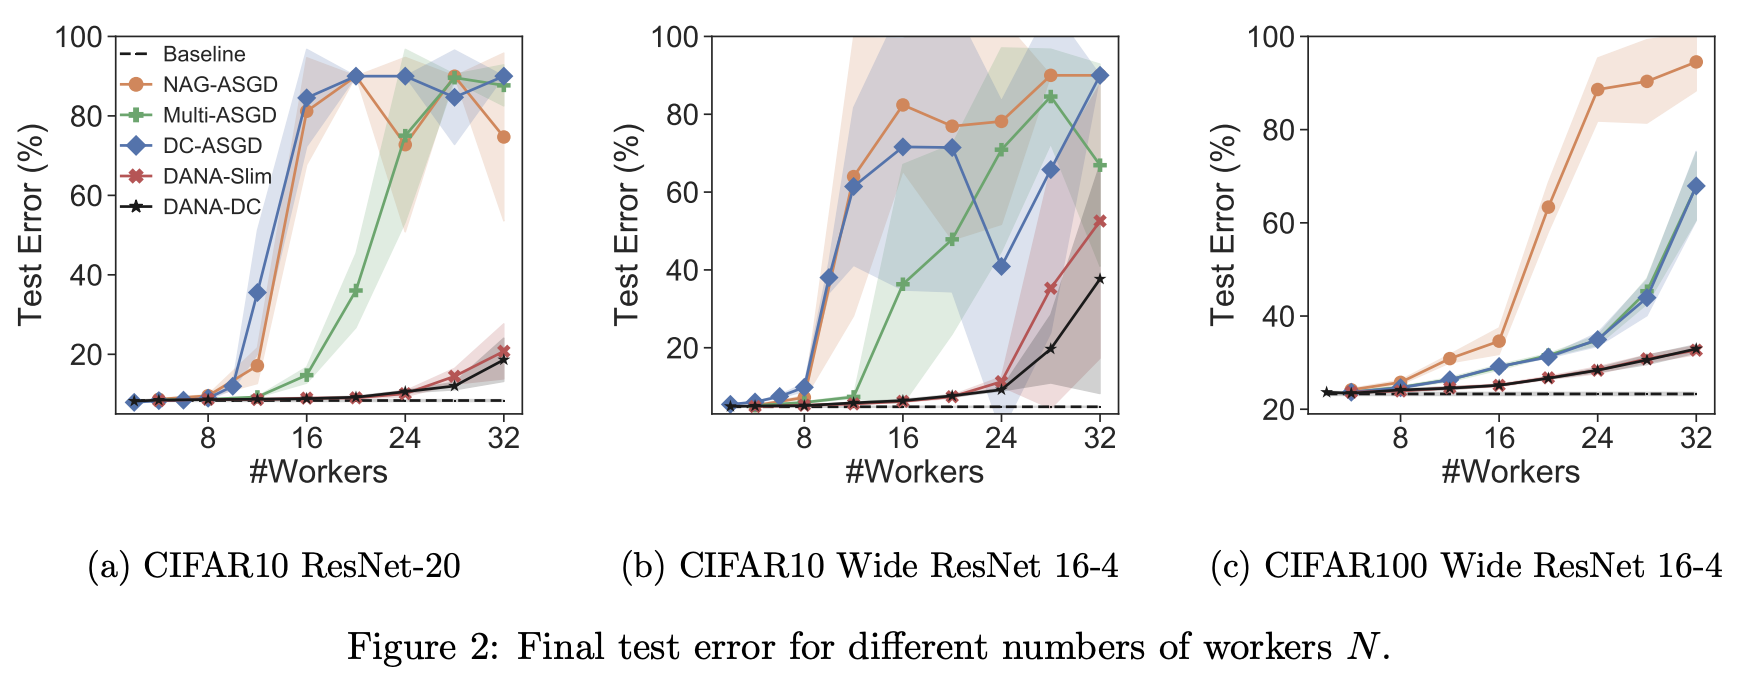 100
80
60
40
20
Test Error (%)
Baseline
NAG-ASGD
Multi-ASGD
DC-ASGD
DANA-Slim
DANA-DC
8 16 24 32
#Workers
(a) CIFAR10 ResNet-20
100
80
60
40
20
Test Error (%)
8 16 24 32
#Workers
(b) CIFAR10 Wide ResNet 16-4
100
80
60
40
20
Test Error (%)
8 16 24 32
#Workers
(c) CIFAR100 Wide ResNet 16-4
Figure 2: Final test error for different numbers of workers N.